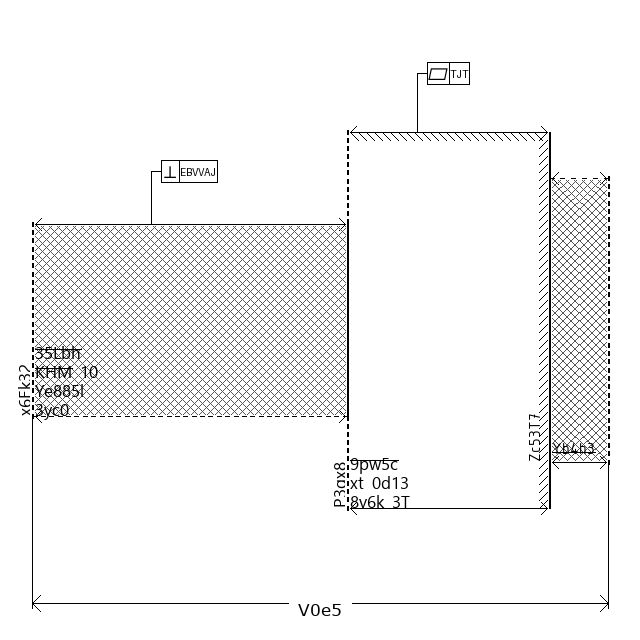 TJT
EBVVAJ
x6Fk32
35Lbh
KHM 10
Ye885l
3yc0
P3qx8
9pw5c
xt 0d13
8v6k 3T
Zc53T7
Yb4h3
V0e5